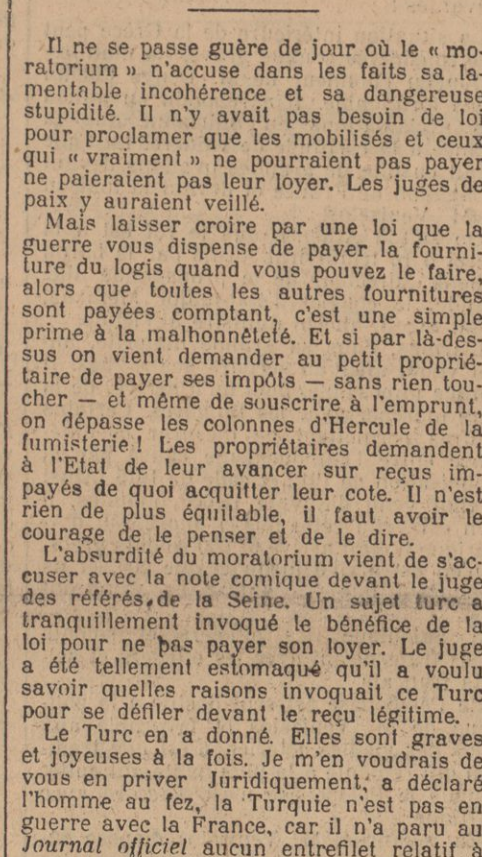 Il ne se passe guère de jour où le « mo-
ratorium » n'accuse dans les faits sa la-
mentable incohérence et sa dangereuse
stupidité. Il n'y avait pas besoin de loi
pour proclamer que les mobilisés et ceux
qui « vraiment » ne pourraient pas payer
ne paieraient pas leur loyer. Les juges de
paix y auraient veillé.
Mais laisser croire par une loi que la
guerre vous dispense de payer la fourni-
ture du logis quand vous pouvez le faire,
alors que toutes les autres fournitures
sont payées comptant, c'est une simple
prime à la malhonnêteté. Et si par là-des-
sus on vient demander au petit proprié-
taire de payer ses impôts — sans rien tou-
cher — et même de souscrire à l'emprunt,
on dépasse les colonnes d'Hercule de la
fumisterie ! Les propriétaires demandent
à l'Etat de leur avancer sur reçus im-
payés de quoi acquitter leur cote. Il n'est
rien de plus équitable, il faut avoir le
courage de le penser et de le dire.
L'absurdité du moratorium vient de s'ac-
cuser avec la note comique devant le juge
des référés de la Seine. Un sujet turc a
tranquillement invoqué le bénéfice de la
loi pour ne pas payer son loyer. Le juge
a été tellement estomaqué qu'il a voulu
savoir quelles raisons invoquait ce Turc
pour se défiler devant le reçu légitime.
Le Turc en a donné. Elles sont graves
et joyeuses à la fois. Je m'en voudrais de
vous en priver Juridiquement, a déclaré
l'homme au fez, la Turquie n'est pas en
guerre avec la France, car il n'a paru au
Journal officiel aucun entrefilet relatif à